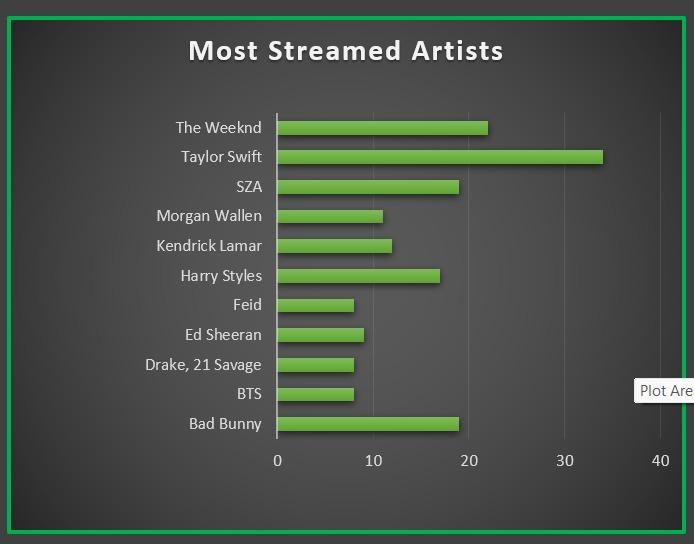 Most Streamed Artists
The Weeknd
Taylor Swift
SZA
Morgan Wallen
Kendrick Lamar
Harry Styles
Feid
Ed Sheeran
Drake, 21 Savage
BTS
Bad Bunny
0 10 20 30 40
Plot Are